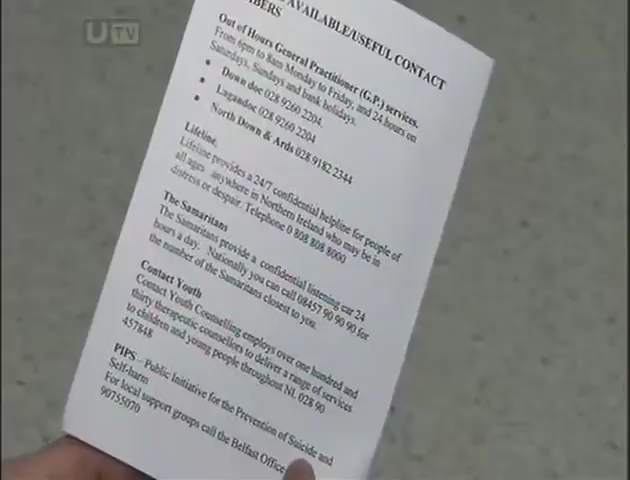 UTV
AVAILABLE/USEFUL CONTACT
BERS
Out of Hours General Practitioner (G.P.) services.
From 6pm to 8am Monday to Friday, and 24 hours on
Saturdays, Sundays and bank holidays.
• Down doc 028 9260 2204.
• Lagandoc 028 9260 2204
• North Down & Ards 028 9182 2344
Lifeline.
Lifeline provides a 24/7 confidential helpline for people of
all ages anywhere in Northern Ireland who may be in
distress or despair. Telephone 0 808 808 8000
The Samaritans
The Samaritans provide a confidential listening ear 24
hours a day. Nationally you can call 08457 90 90 90 for
the number of the Samaritans closest to you.
Contact Youth
Contact Youth Counselling employs over one hundred and
thirty therapeutic counsellors to deliver a range of services
to children and young people throughout NI. 028 90
457848
PIPS – Public Initiative for the Prevention of Suicide and
Self-harm
For local support groups call the Belfast Office
90755070